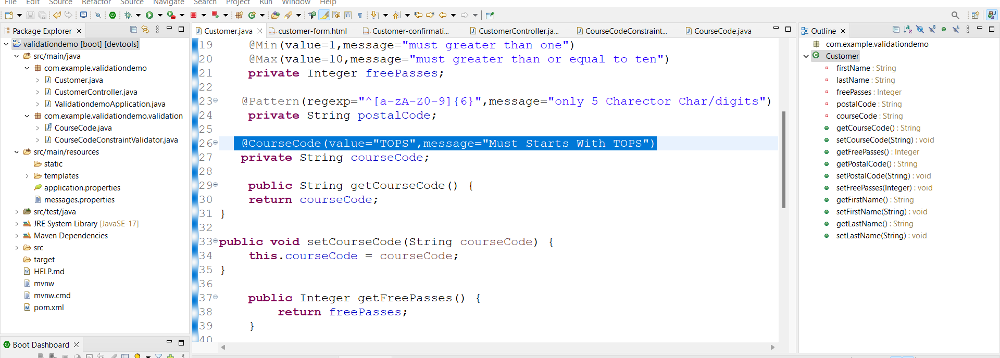 File Edit Source Refactor Source Navigate Search Project Run Window Help
Package Explorer
validationdemo [boot] [devtools]
src/main/java
com.example.validationdemo
Customer.java
CustomerController.java
ValidationdemoApplication.java
com.example.validationdemo.validation
CourseCode.java
CourseCodeConstraintValidator.java
src/main/resources
static
templates
application.properties
messages.properties
src/test/java
JRE System Library [JavaSE-17]
Maven Dependencies
src
target
HELP.md
mvnw
mvnw.cmd
pom.xml
Boot Dashboard
Customer.java customer-form.html Customer-confirmati... CustomerController.ja... CourseCodeConstraint... CourseCode.java
19 @Min(value=1,message="must greater than one")
20 @Max(value=10,message="must greater than or equal to ten")
21 private Integer freePasses;
22
23 @Pattern(regexp="^[a-zA-Z0-9]{6}",message="only 5 Charector Char/digits")
24 private String postalCode;
25
26 @CourseCode(value="TOPS",message="Must Starts With TOPS")
27 private String courseCode;
28
29 public String getCourseCode() {
30 return courseCode;
31 }
32
33 public void setCourseCode(String courseCode) {
34 this.courseCode = courseCode;
35 }
36
37 public Integer getFreePasses() {
38 return freePasses;
39 }
40
Outline
com.example.validationdemo
Customer
firstName : String
lastName : String
freePasses : Integer
postalCode : String
courseCode : String
getCourseCode() : String
setCourseCode(String) : void
getFreePasses() : Integer
getPostalCode() : String
setPostalCode(String) : void
setFreePasses(Integer) : void
getFirstName() : String
setFirstName(String) : void
getLastName() : String
setLastName(String) : void